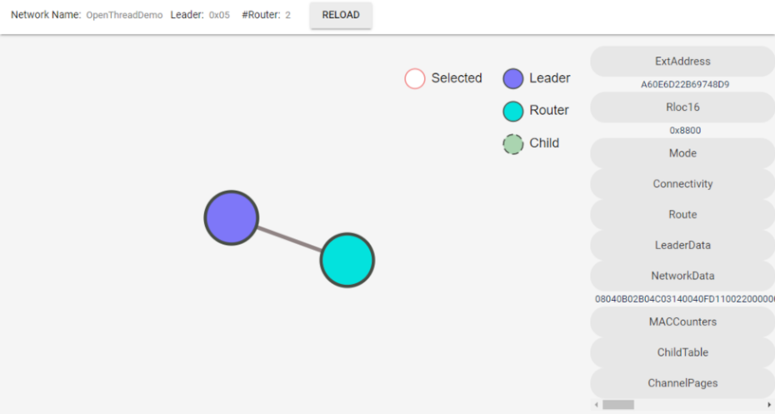 Network Name: OpenThreadDemo Leader: 0x05 #Router: 2 RELOAD
Selected
Leader
Router
Child
ExtAddress
A60E6D22B69748D9
Rloc16
0x8800
Mode
Connectivity
Route
LeaderData
NetworkData
08040B02B04C03140040FD11002200000
MACCounters
ChildTable
ChannelPages